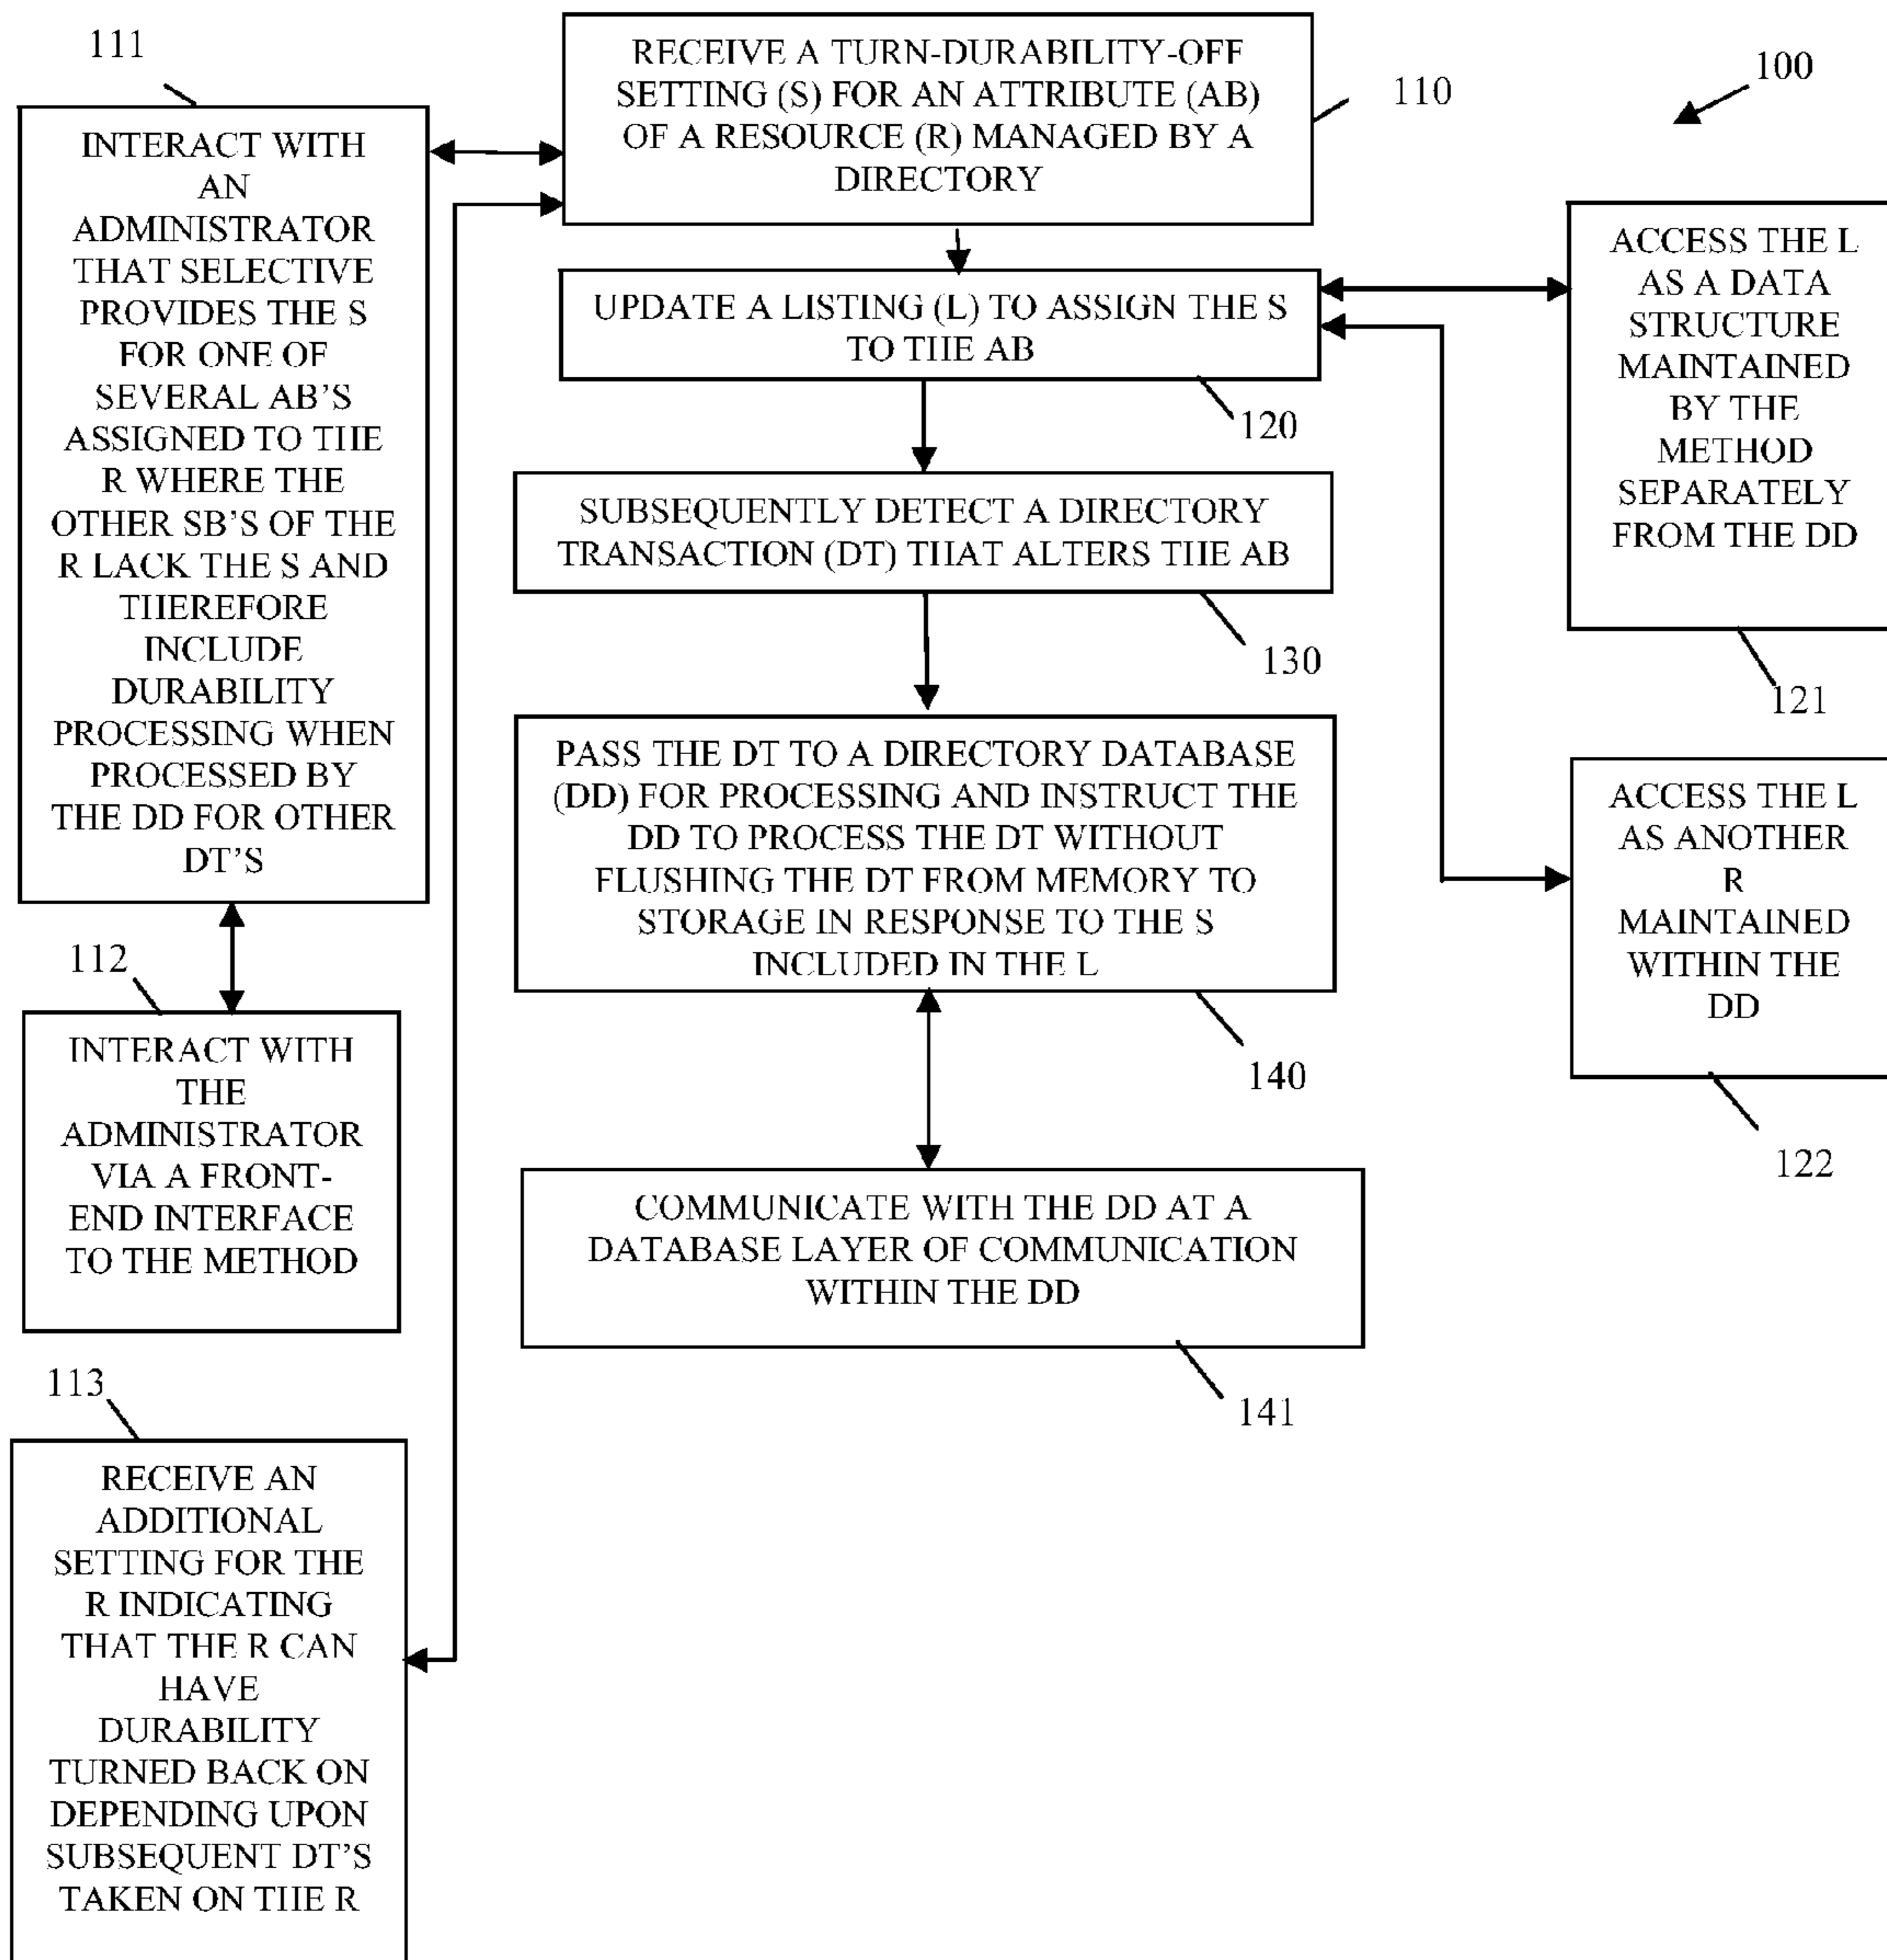 111
INTERACT WITH
AN
ADMINISTRATOR
THAT SELECTIVE
PROVIDES THE S
FOR ONE OF
SEVERAL AB'S
ASSIGNED TO THE
R WHERE THE
OTHER SB'S OF THE
R LACK THE S AND
THEREFORE
INCLUDE
DURABILITY
PROCESSING WHEN
PROCESSED BY
THE DD FOR OTHER
DT'S
112
INTERACT WITH
THE
ADMINISTRATOR
VIA A FRONT-
END INTERFACE
TO THE METHOD
113
RECEIVE AN
ADDITIONAL
SETTING FOR THE
R INDICATING
THAT THE R CAN
HAVE
DURABILITY
TURNED BACK ON
DEPENDING UPON
SUBSEQUENT DT'S
TAKEN ON THE R
RECEIVE A TURN-DURABILITY-OFF
SETTING (S) FOR AN ATTRIBUTE (AB)
OF A RESOURCE (R) MANAGED BY A
DIRECTORY
110
UPDATE A LISTING (L) TO ASSIGN THE S
TO THE AB
120
SUBSEQUENTLY DETECT A DIRECTORY
TRANSACTION (DT) THAT ALTERS THE AB
130
PASS THE DT TO A DIRECTORY DATABASE
(DD) FOR PROCESSING AND INSTRUCT THE
DD TO PROCESS THE DT WITHOUT
FLUSHING THE DT FROM MEMORY TO
STORAGE IN RESPONSE TO THE S
INCLUDED IN THE L
140
COMMUNICATE WITH THE DD AT A
DATABASE LAYER OF COMMUNICATION
WITHIN THE DD
141
100
ACCESS THE L
AS A DATA
STRUCTURE
MAINTAINED
BY THE
METHOD
SEPARATELY
FROM THE DD
121
ACCESS THE L
AS ANOTHER
R
MAINTAINED
WITHIN THE
DD
122